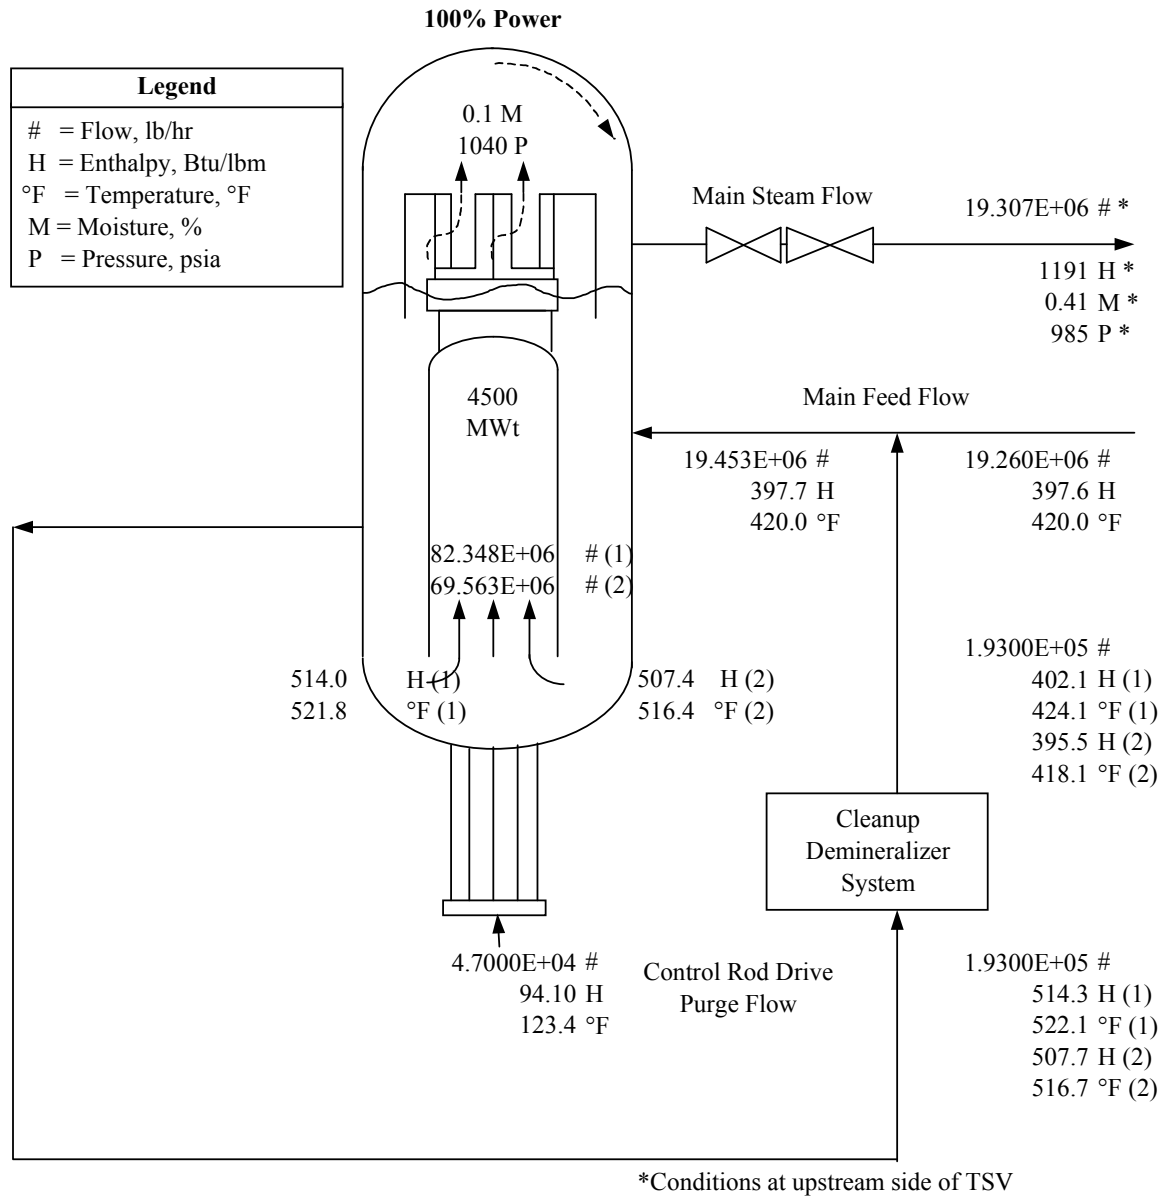 100% Power
Legend
# = Flow, lb/hr
H = Enthalpy, Btu/lbm
°F = Temperature, °F
M = Moisture, %
P = Pressure, psia
0.1 M
1040 P
Main Steam Flow
19.307E+06 # *
1191 H *
0.41 M *
985 P *
4500
MWt
Main Feed Flow
19.453E+06 #
397.7 H
420.0 °F
19.260E+06 #
397.6 H
420.0 °F
82.348E+06 # (1)
69.563E+06 # (2)
514.0 H (1)
521.8 °F (1)
507.4 H (2)
516.4 °F (2)
1.9300E+05 #
402.1 H (1)
424.1 °F (1)
395.5 H (2)
418.1 °F (2)
Cleanup
Demineralizer
System
4.7000E+04 #
94.10 H
123.4 °F
Control Rod Drive
Purge Flow
1.9300E+05 #
514.3 H (1)
522.1 °F (1)
507.7 H (2)
516.7 °F (2)
*Conditions at upstream side of TSV